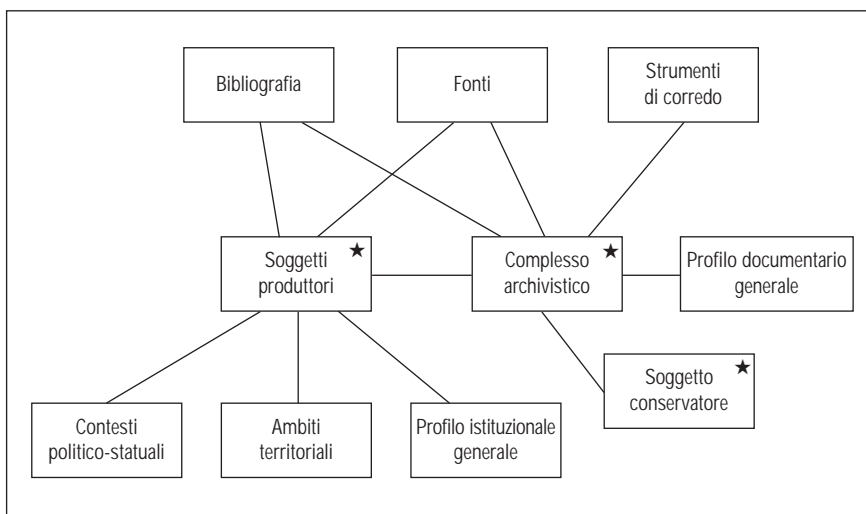 Bibliografia
Fonti
Strumenti
di corredo
Soggetti
produttori
Complesso
archivistico
Profilo documentario
generale
Soggetto
conservatore
Contesti
politico-statuali
Ambiti
territoriali
Profilo istituzionale
generale